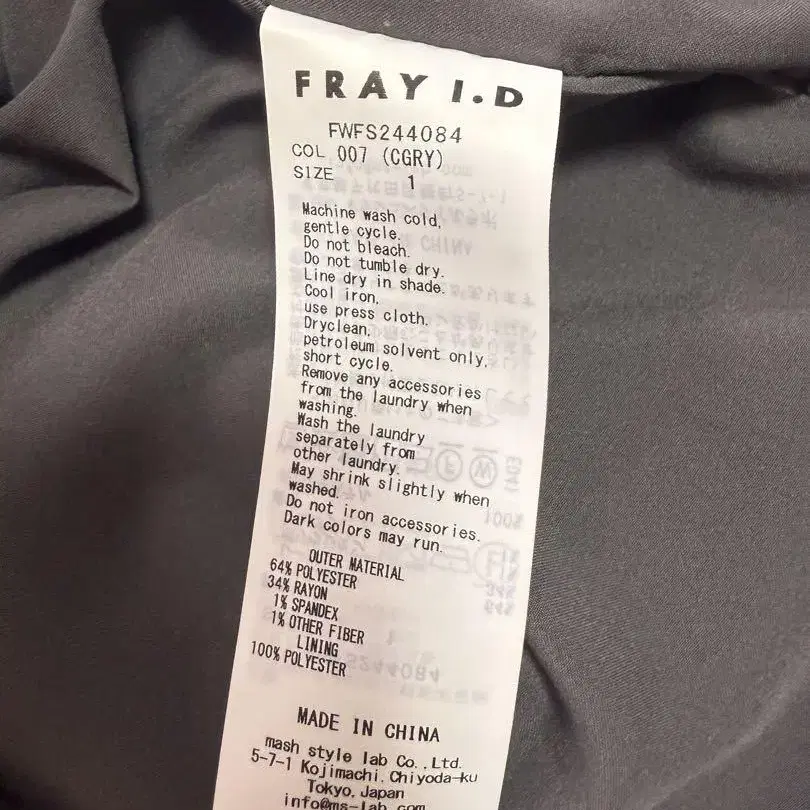 FRAY I.D
FWFS244084
COL 007 (CGRY)
SIZE 1
Machine wash cold,
gentle cycle.
Do not bleach.
Do not tumble dry.
Line dry in shade.
Cool iron,
use press cloth.
Dryclean,
petroleum solvent only,
short cycle.
Remove any accessories
from the laundry when
washing.
Wash the laundry
separately from
other laundry.
May shrink slightly when
washed.
Do not iron accessories.
Dark colors may run.
OUTER MATERIAL
64% POLYESTER
34% RAYON
1% SPANDEX
1% OTHER FIBER
LINING
100% POLYESTER
MADE IN CHINA
mash style lab Co.,Ltd.
5-7-1 Kojimachi,Chiyoda-ku
Tokyo,Japan
info@ms-lab.com